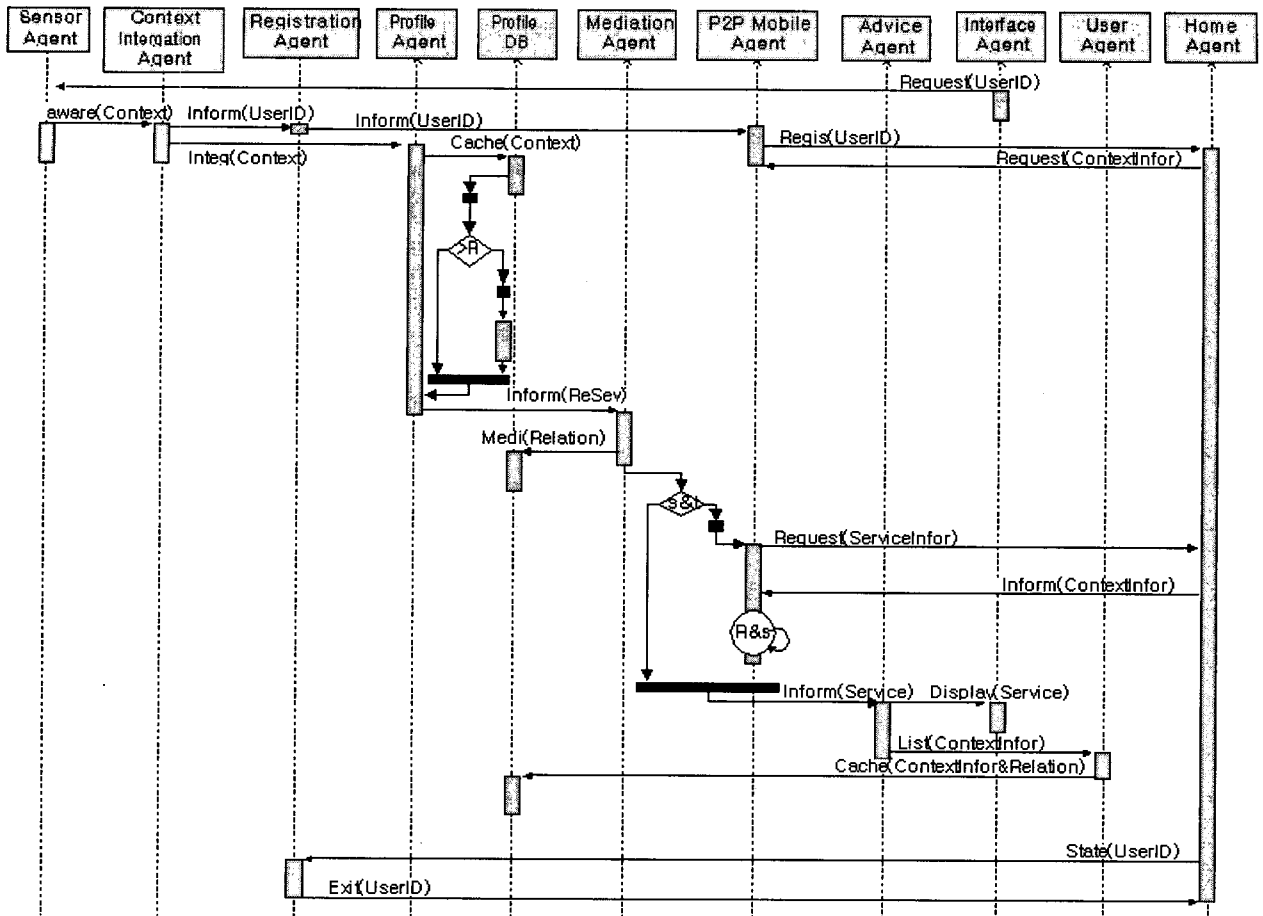 Sensor
Agent
Context
Intemation
Agent
Registration
Agent
Profile
Agent
Profile
DB
Mediation
Agent
P2P Mobile
Agent
Advice
Agent
Interface
Agent
User
Agent
Home
Agent
Request(UserID)
aware(Context)
Inform(UserID)
Inform(UserID)
Regis(UserID)
Integ(Context)
Cache(Context)
Request(ContextInfor)
>R
Inform(ReSev)
Medi(Relation)
s&t
Request(ServiceInfor)
Inform(ContextInfor)
R&s
Inform(Service)
Display(Service)
List(ContextInfor)
Cache(ContextInfor&Relation)
State(UserID)
Exit(UserID)